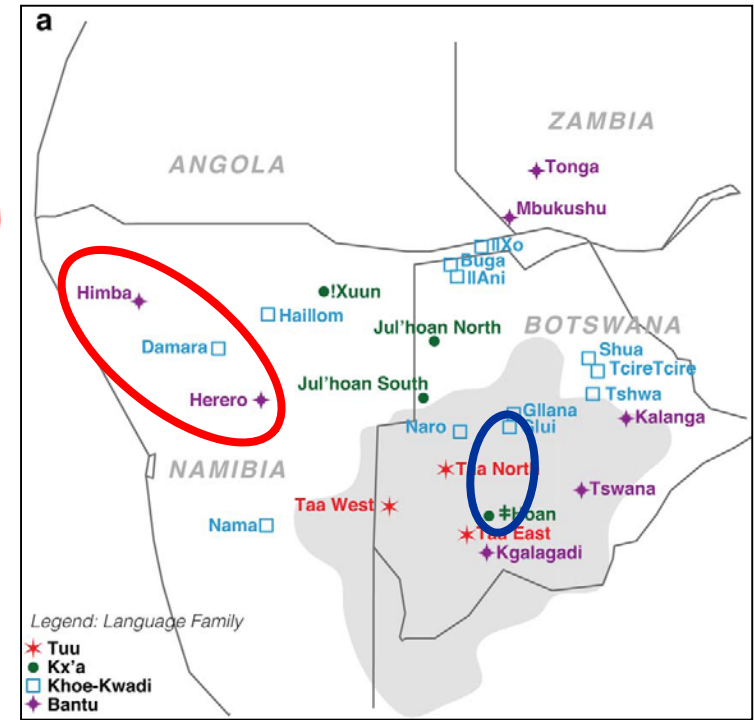 a
ZAMBIA
ANGOLA
Tonga
Mbukushu
llXo
Buga
llAni
Himba
!Xuun
Haillom
Jul'hoan North
BOTSWANA
Damara
Shua
TcireTcire
Jul'hoan South
Tshwa
Herero
Gllana
Glui
Kalanga
Naro
NAMIBIA
Taa North
Tswana
Taa West
ǂHoan
Nama
Taa East
Kgalagadi
Legend: Language Family
Tuu
Kx'a
Khoe-Kwadi
Bantu